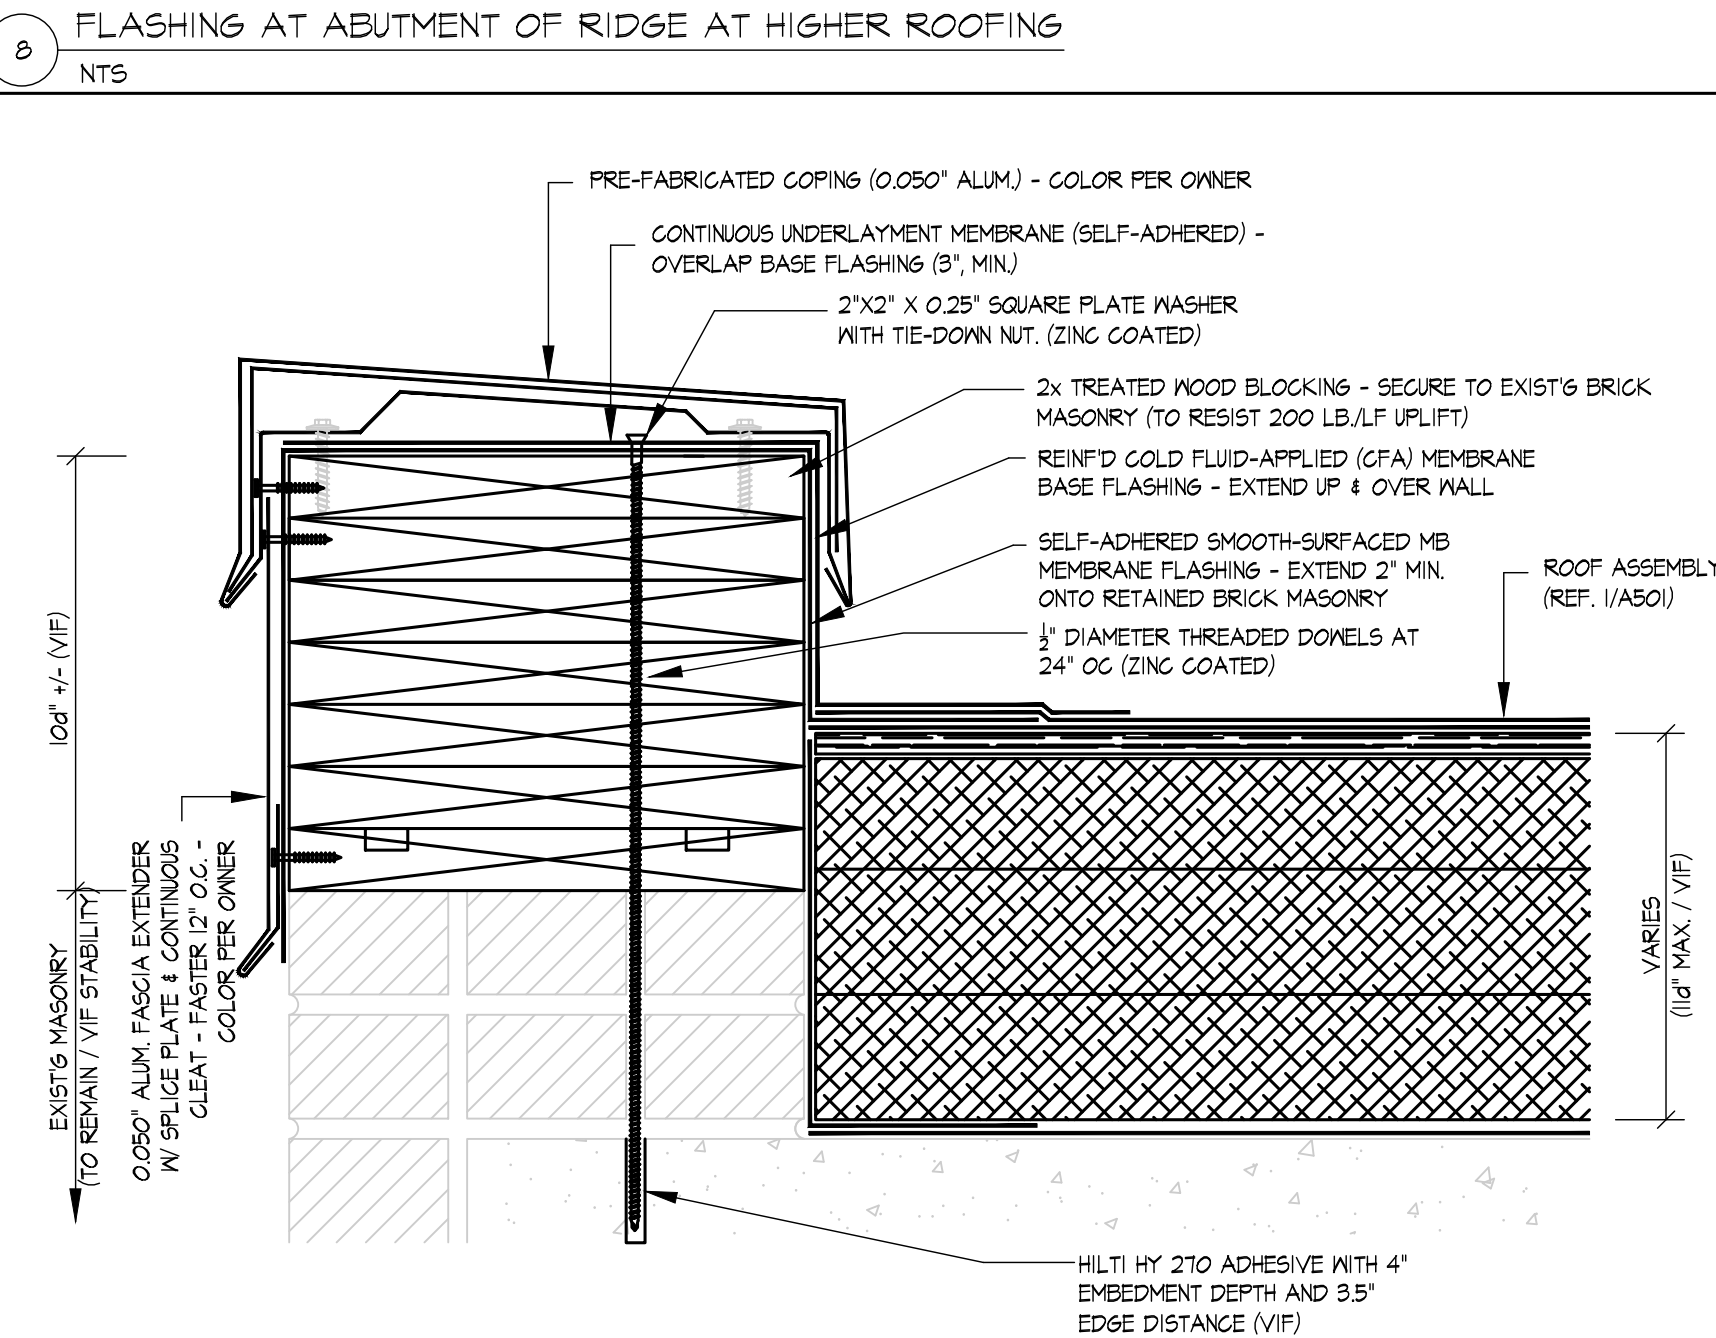 8
FLASHING AT ABUTMENT OF RIDGE AT HIGHER ROOFING
NTS
PRE-FABRICATED COPING (0.050" ALUM.) - COLOR PER OWNER
CONTINUOUS UNDERLAYMENT MEMBRANE (SELF-ADHERED) -
OVERLAP BASE FLASHING (3", MIN.)
2"X2" X 0.25" SQUARE PLATE WASHER
WITH TIE-DOWN NUT. (ZINC COATED)
2x TREATED WOOD BLOCKING - SECURE TO EXIST'G BRICK
MASONRY (TO RESIST 200 LB./LF UPLIFT)
REINF'D COLD FLUID-APPLIED (CFA) MEMBRANE
BASE FLASHING - EXTEND UP & OVER WALL
SELF-ADHERED SMOOTH-SURFACED MB
MEMBRANE FLASHING - EXTEND 2" MIN.
ONTO RETAINED BRICK MASONRY
½" DIAMETER THREADED DOWELS AT
24" OC (ZINC COATED)
ROOF ASSEMBLY
(REF. 1/A501)
10d" +/- (VIF)
EXIST'G MASONRY
(TO REMAIN / VIF STABILITY)
0.050" ALUM. FASCIA EXTENDER
W/ SPLICE PLATE & CONTINUOUS
CLEAT - FASTER 12" O.C. -
COLOR PER OWNER
VARIES
(11d" MAX. / VIF)
HILTI HY 270 ADHESIVE WITH 4"
EMBEDMENT DEPTH AND 3.5"
EDGE DISTANCE (VIF)